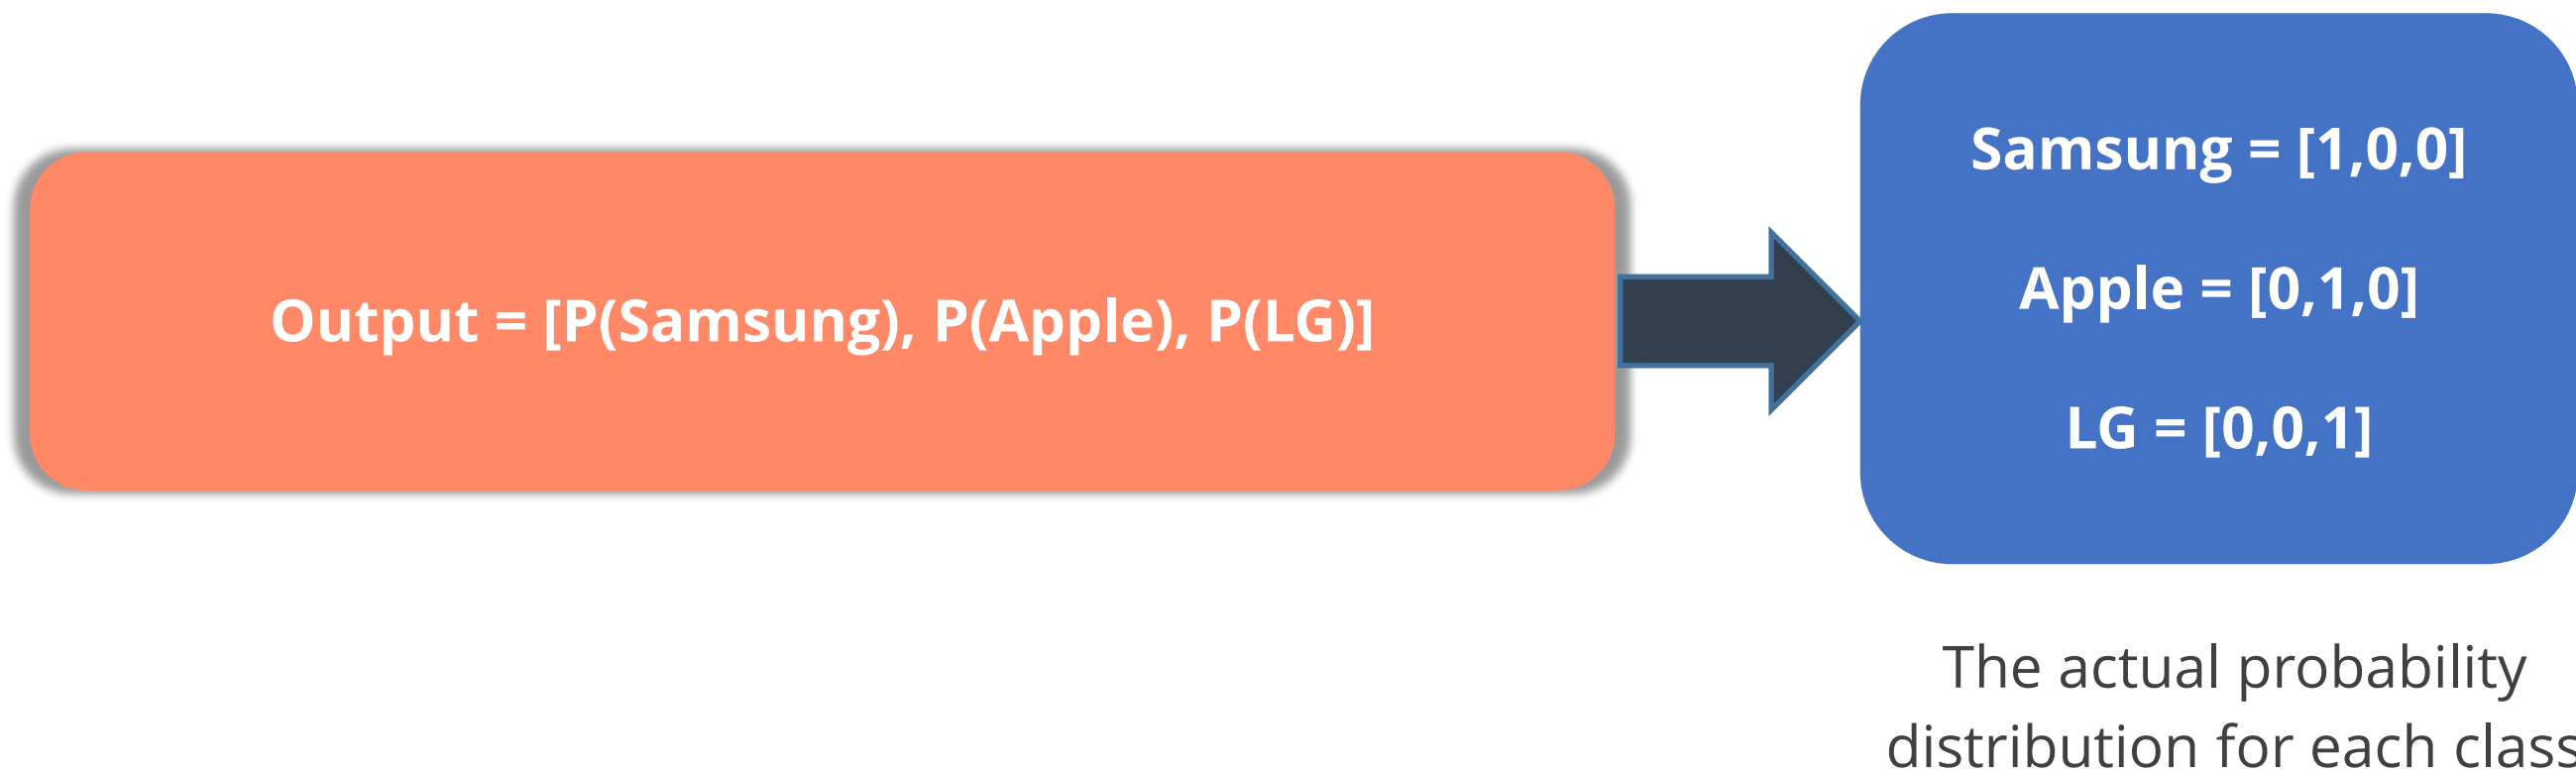 Output = [P(Samsung), P(Apple), P(LG)]
Samsung = [1,0,0]
Apple = [0,1,0]
LG = [0,0,1]
The actual probability
distribution for each class